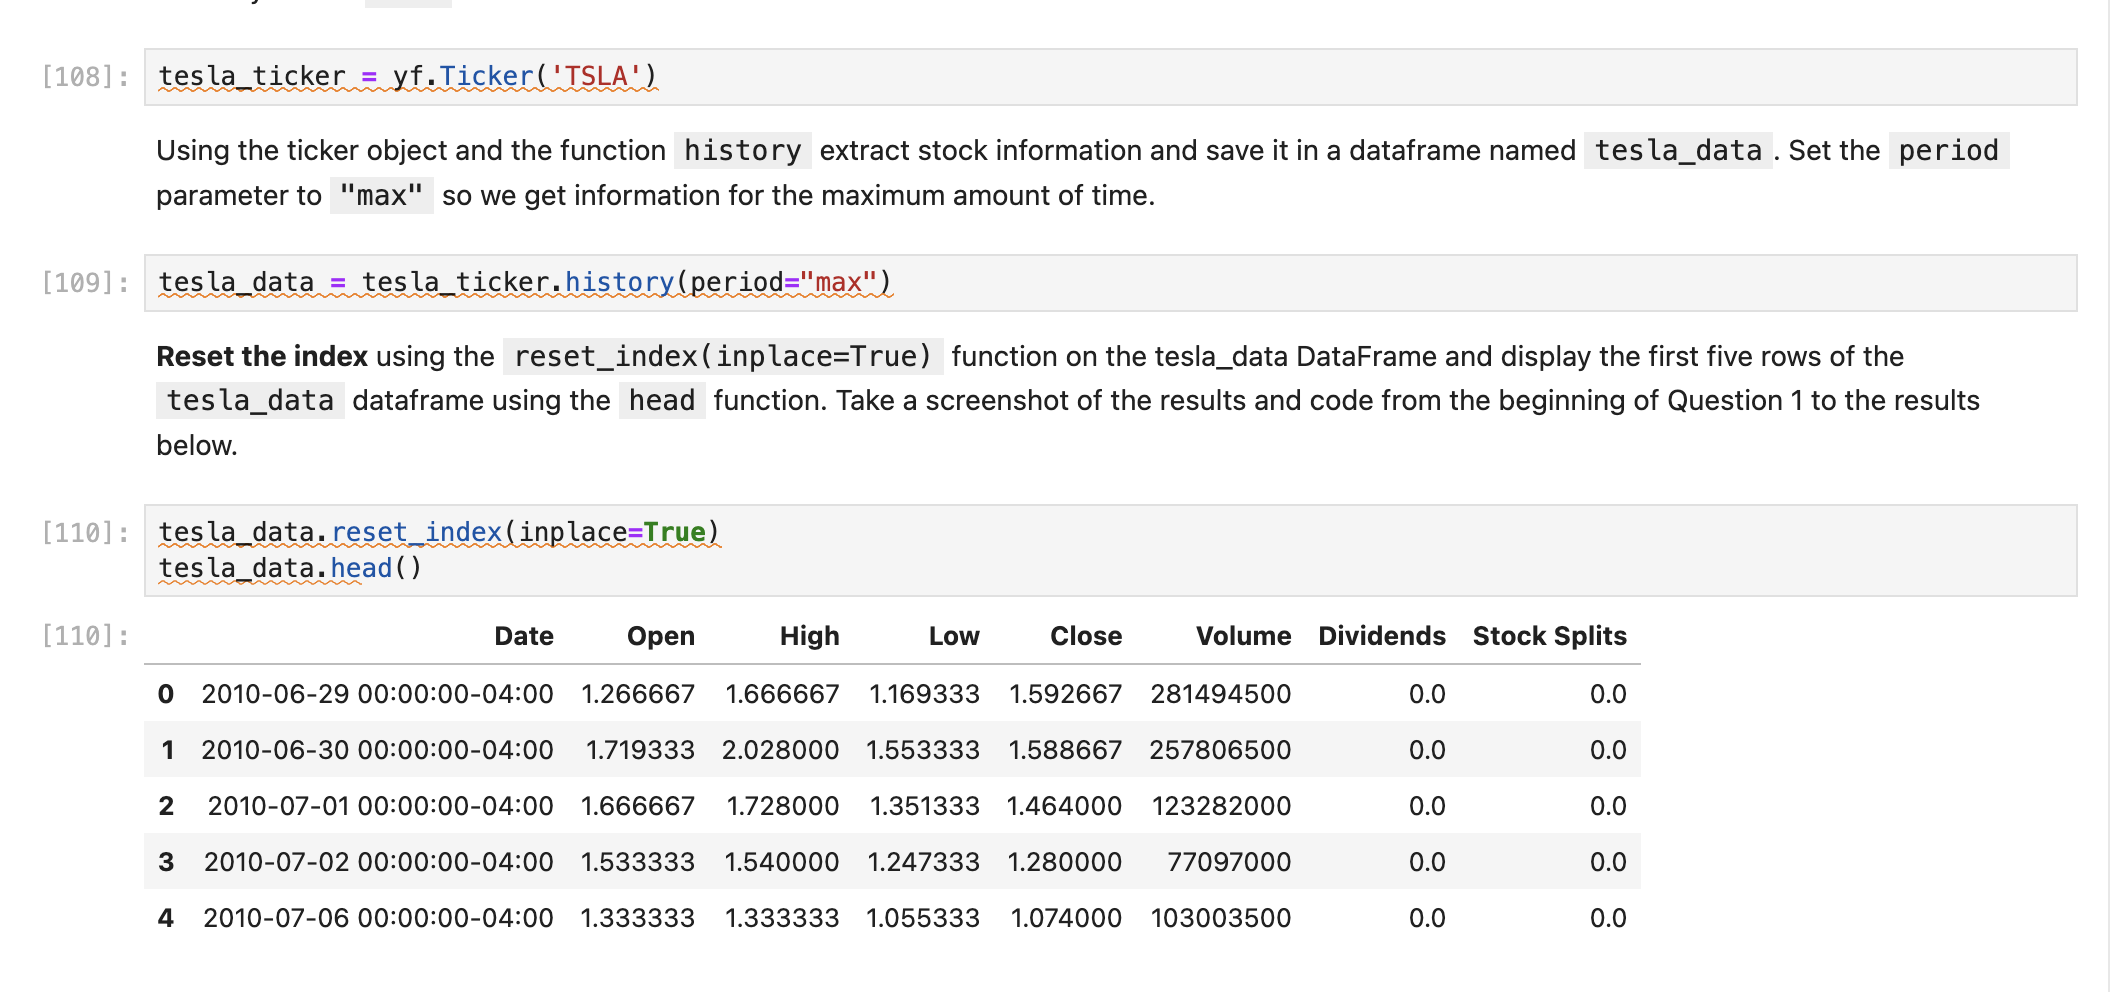 [108]: tesla_ticker = yf.Ticker('TSLA')
Using the ticker object and the function history extract stock information and save it in a dataframe named tesla_data . Set the period
parameter to "max" so we get information for the maximum amount of time.
[109]: tesla_data = tesla_ticker.history(period="max")
Reset the index using the reset_index(inplace=True) function on the tesla_data DataFrame and display the first five rows of the
tesla_data dataframe using the head function. Take a screenshot of the results and code from the beginning of Question 1 to the results
below.
[110]: tesla_data.reset_index(inplace=True)
tesla_data.head()
[110]: Date Open High Low Close Volume Dividends Stock Splits
0 2010-06-29 00:00:00-04:00 1.266667 1.666667 1.169333 1.592667 281494500 0.0 0.0
1 2010-06-30 00:00:00-04:00 1.719333 2.028000 1.553333 1.588667 257806500 0.0 0.0
2 2010-07-01 00:00:00-04:00 1.666667 1.728000 1.351333 1.464000 123282000 0.0 0.0
3 2010-07-02 00:00:00-04:00 1.533333 1.540000 1.247333 1.280000 77097000 0.0 0.0
4 2010-07-06 00:00:00-04:00 1.333333 1.333333 1.055333 1.074000 103003500 0.0 0.0